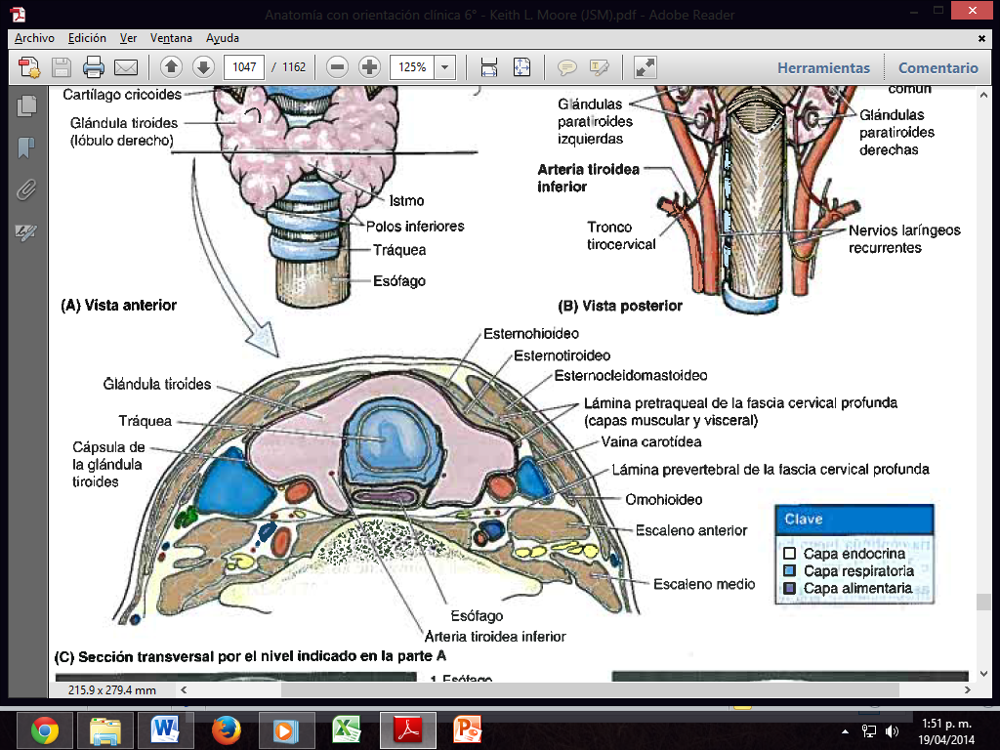 Anatomía con orientación clínica 6° - Keith L. Moore (JSM).pdf - Adobe Reader
Archivo Edición Ver Ventana Ayuda
1047 / 1162 125% Herramientas Comentario
Cartílago cricoides
Glándula tiroides
(lóbulo derecho)
Istmo
Polos inferiores
Tráquea
Esófago
(A) Vista anterior
común
Glándulas
paratiroides
izquierdas
Glándulas
paratiroides
derechas
Arteria tiroidea
inferior
Tronco
tirocervical
Nervios laríngeos
recurrentes
(B) Vista posterior
Esternohioideo
Esternotiroideo
Esternocleidomastoideo
Glándula tiroides
Lámina pretraqueal de la fascia cervical profunda
(capas muscular y visceral)
Tráquea
Vaina carotídea
Cápsula de
la glándula
tiroides
Lámina prevertebral de la fascia cervical profunda
Omohioideo
Escaleno anterior
Escaleno medio
Esófago
Arteria tiroidea inferior
Clave
Capa endocrina
Capa respiratoria
Capa alimentaria
(C) Sección transversal por el nivel indicado en la parte A
1 Esófago
215.9 x 279.4 mm
1:51 p. m.
19/04/2014